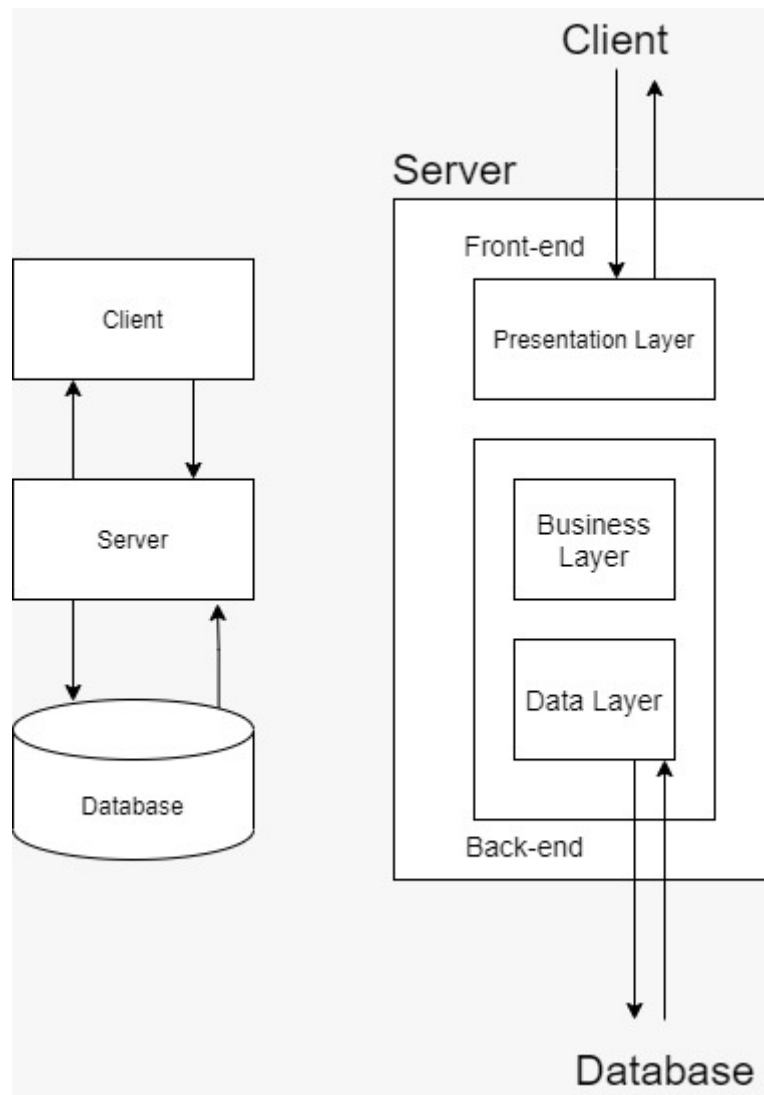 Client
Server
Front-end
Presentation Layer
Client
Business
Layer
Server
Data Layer
Database
Back-end
Database